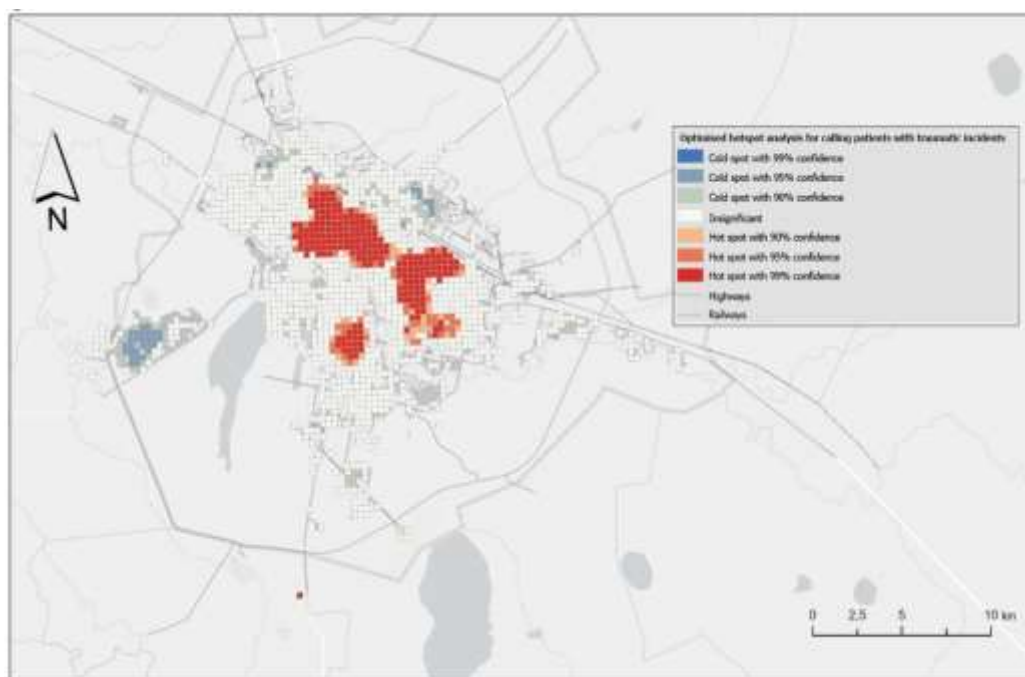 N
Optimised hotspot analysis for calling patients with traumatic incidents
Cold spot with 99% confidence
Cold spot with 95% confidence
Cold spot with 90% confidence
Insignificant
Hot spot with 90% confidence
Hot spot with 95% confidence
Hot spot with 99% confidence
Highways
Railways
0 2.5 5 10 km